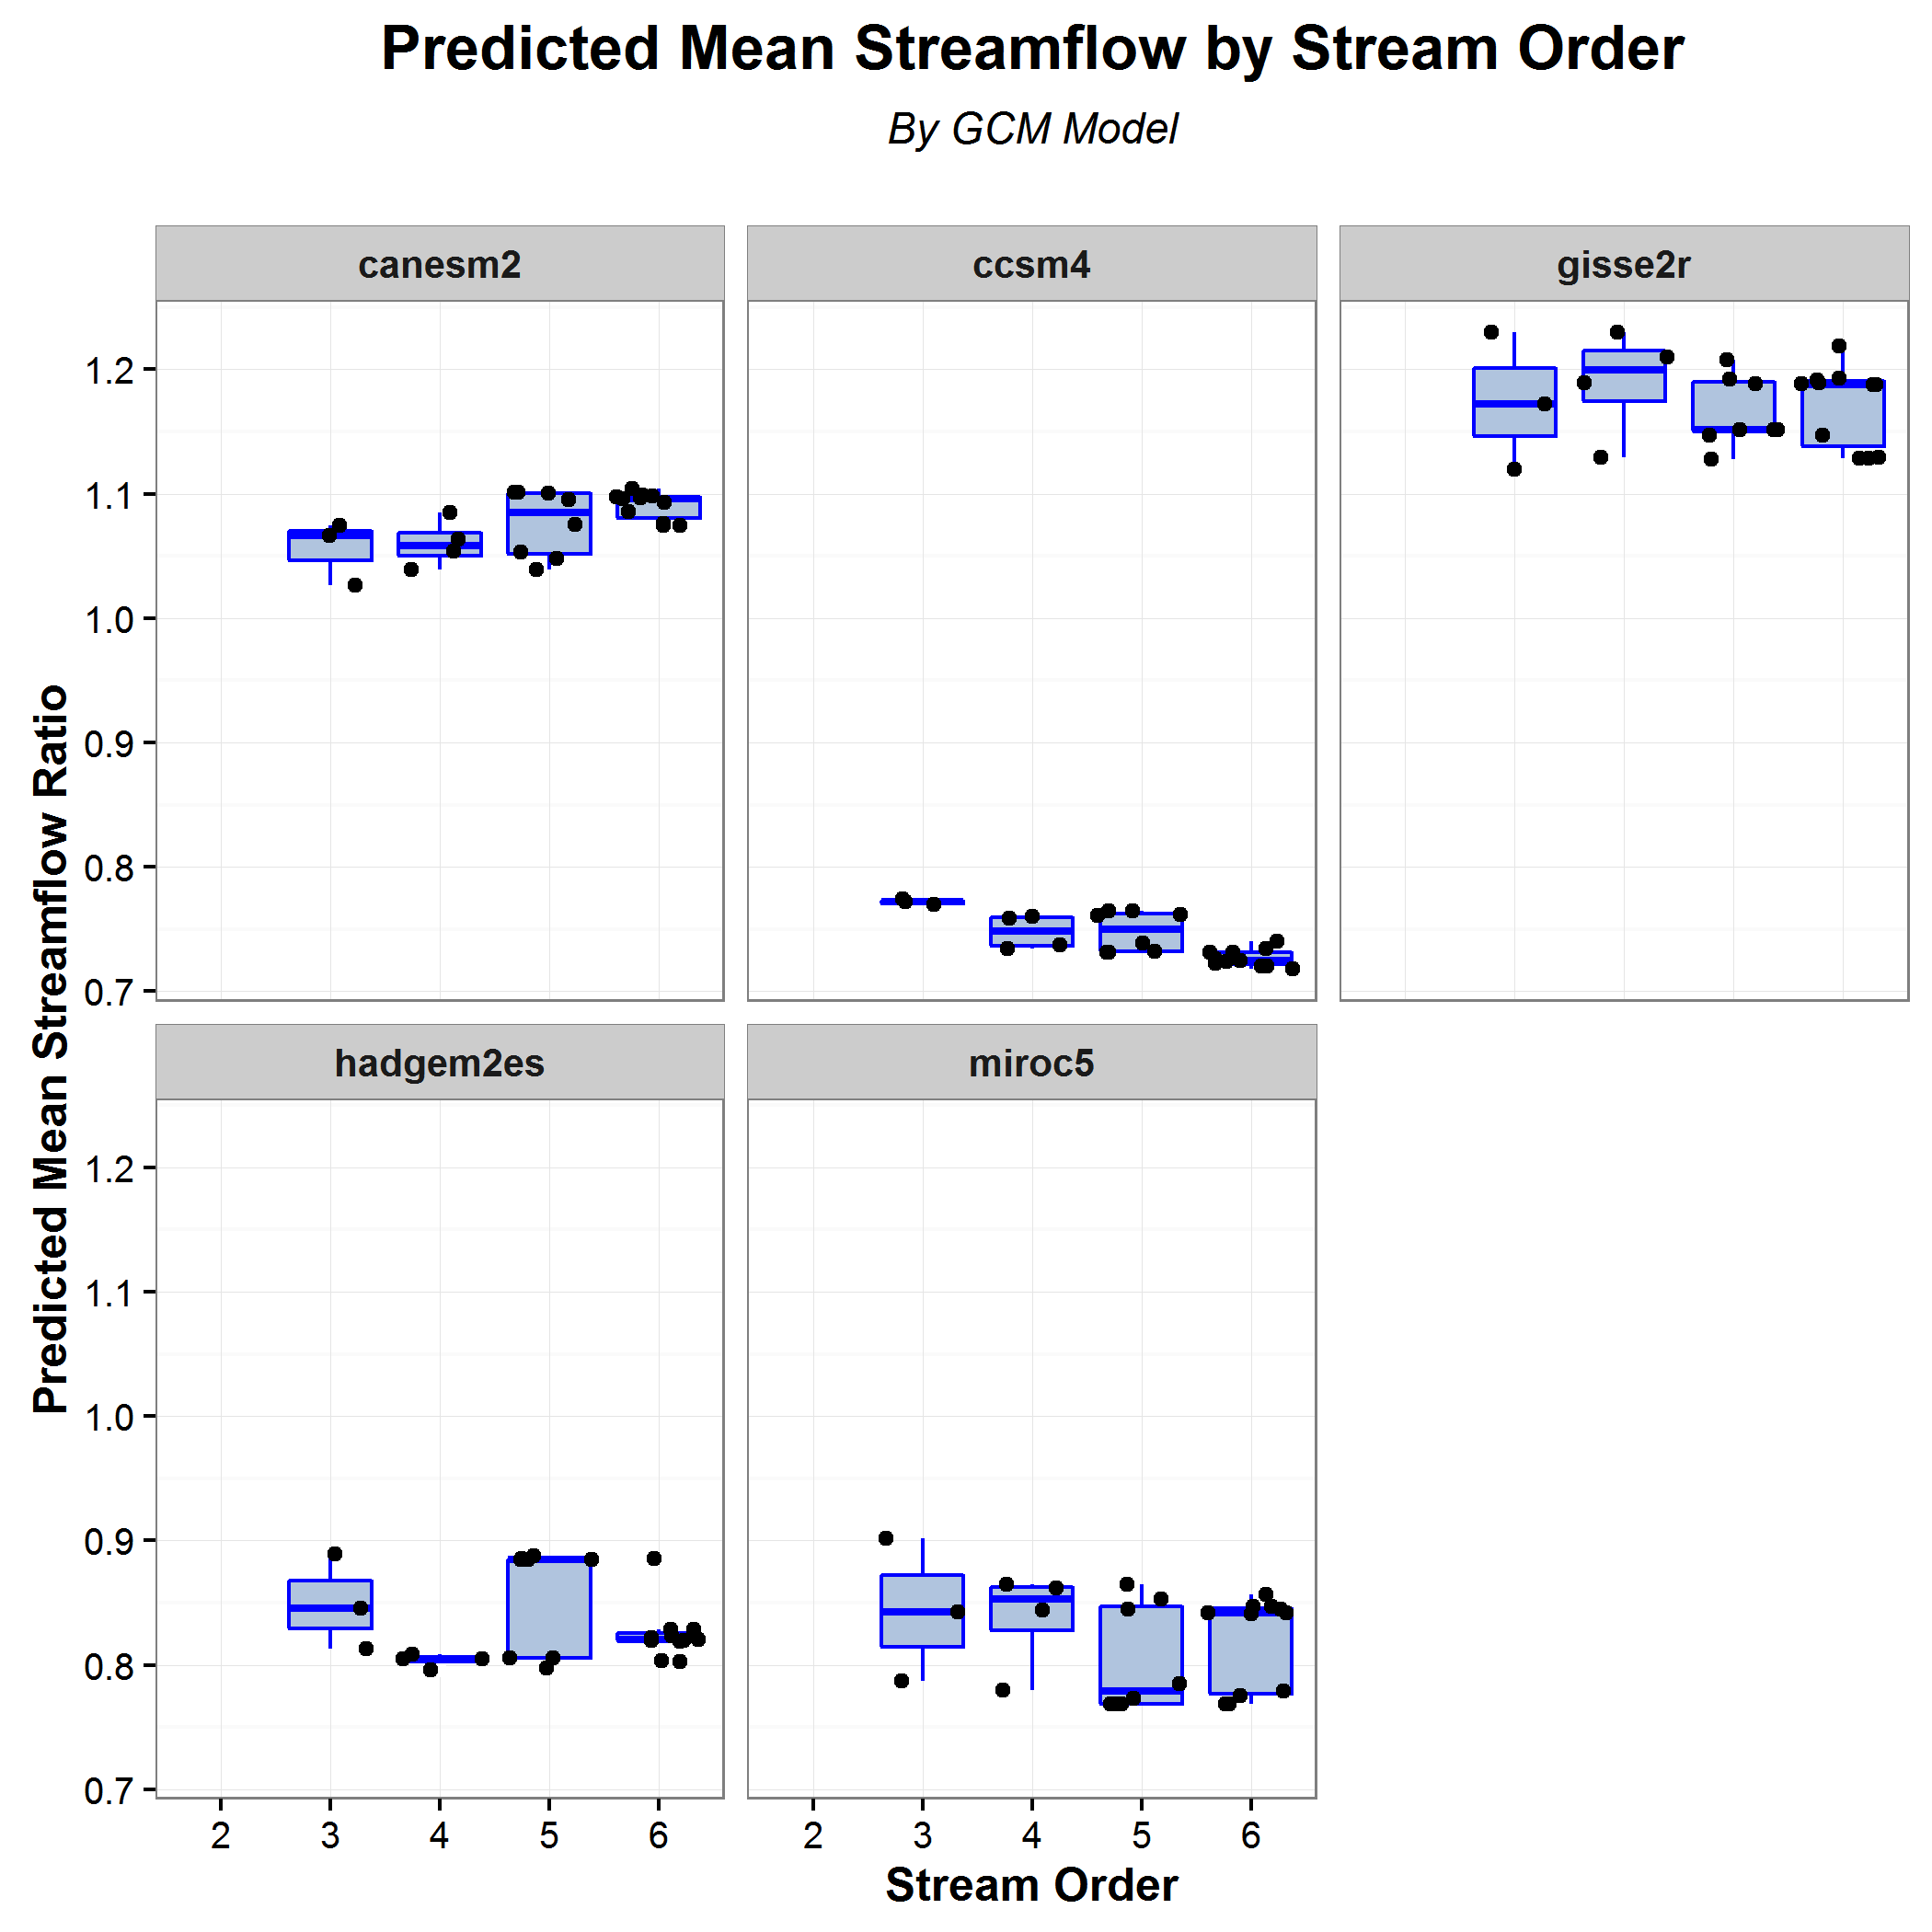 Predicted Mean Streamflow by Stream Order
By GCM Model
canesm2
ccsm4
gisse2r
1.2
1.1
1.0
0.9
0.8
0.7
Predicted Mean Streamflow Ratio
hadgem2es
miroc5
1.2
1.1
1.0
0.9
0.8
0.7
2 3 4 5 6
2 3 4 5 6
Stream Order